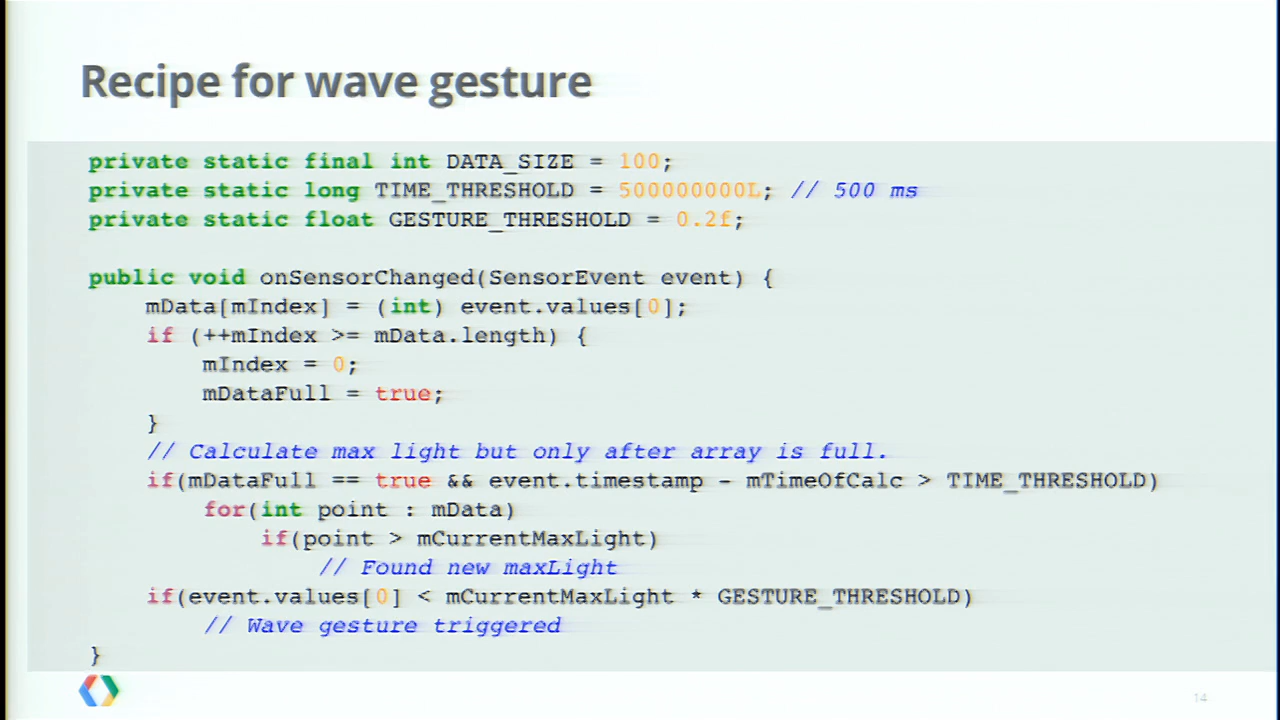 Recipe for wave gesture
private static final int DATA_SIZE = 100;
private static long TIME_THRESHOLD = 500000000L; // 500 ms
private static float GESTURE_THRESHOLD = 0.2f;
public void onSensorChanged(SensorEvent event) {
mData[mIndex] = (int) event.values[0];
if (++mIndex >= mData.length) {
mIndex = 0;
mDataFull = true;
}
// Calculate max light but only after array is full.
if(mDataFull == true && event.timestamp - mTimeOfCalc > TIME_THRESHOLD)
for(int point : mData)
if(point > mCurrentMaxLight)
// Found new maxLight
if(event.values[0] < mCurrentMaxLight * GESTURE_THRESHOLD)
// Wave gesture triggered
}
14